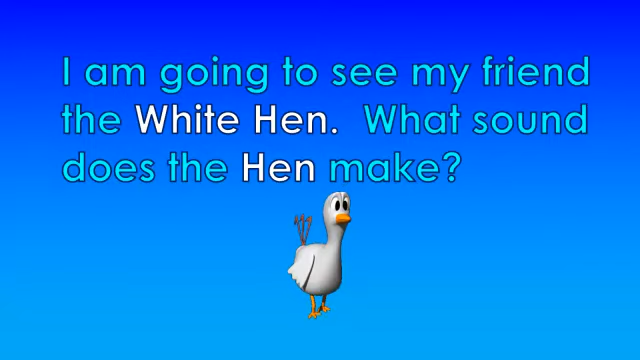 I am going to see my friend
the White Hen.  What sound
does the Hen make?